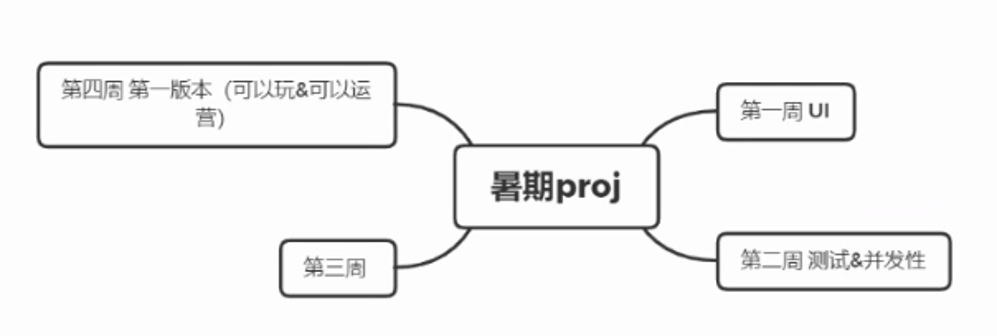 第四周 第一版本（可以玩&可以运
营）
第一周 UI
暑期proj
第三周
第二周 测试&并发性